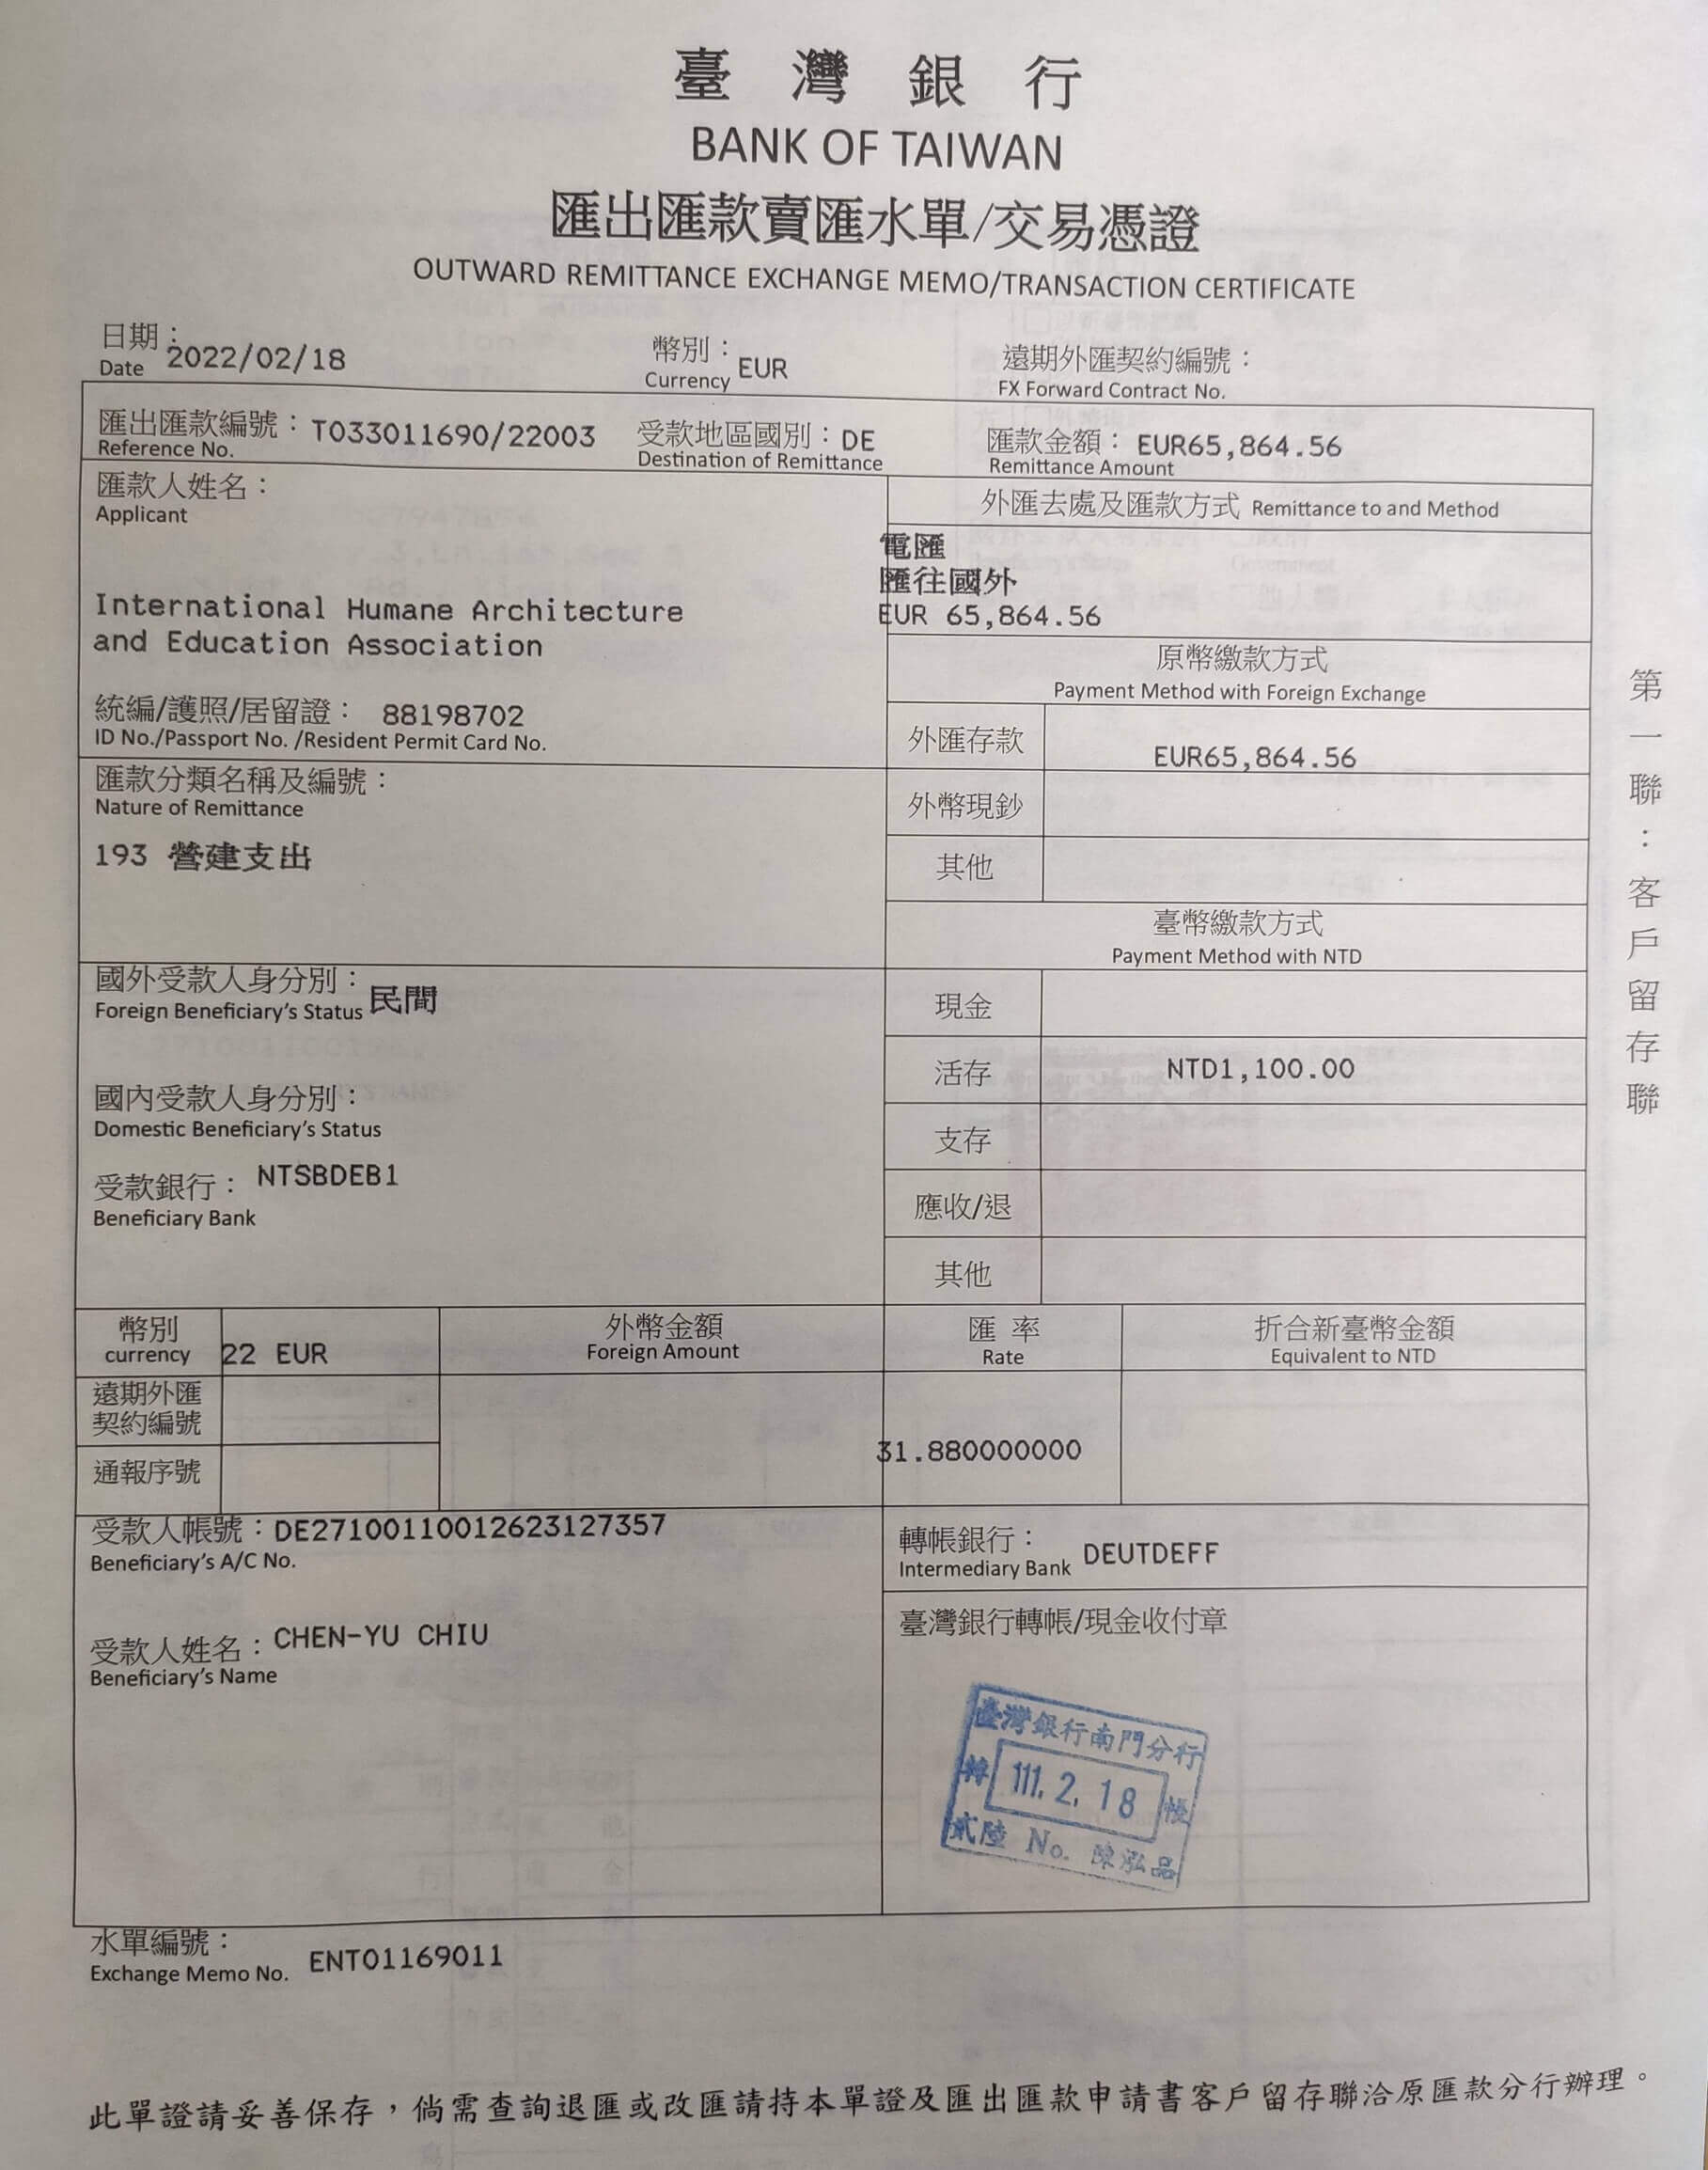 臺灣銀行
BANK OF TAIWAN
匯出匯款賣匯水單/交易憑證
OUTWARD REMITTANCE EXCHANGE MEMO/TRANSACTION CERTIFICATE
日期： 2022/02/18
Date
幣別： EUR
Currency
遠期外匯契約編號：
FX Forward Contract No.
匯出匯款編號： T033011690/22003
Reference No.
受款地區國別： DE
Destination of Remittance
匯款金額： EUR65,864.56
Remittance Amount
匯款人姓名：
Applicant
International Humane Architecture
and Education Association
統編/護照/居留證： 88198702
ID No./Passport No. /Resident Permit Card No.
外匯去處及匯款方式 Remittance to and Method
電匯
匯往國外
EUR 65,864.56
原幣繳款方式
Payment Method with Foreign Exchange
外匯存款 EUR65,864.56
外幣現鈔
其他
匯款分類名稱及編號：
Nature of Remittance
193 營建支出
臺幣繳款方式
Payment Method with NTD
現金
活存 NTD1,100.00
支存
應收/退
其他
國外受款人身分別： 民間
Foreign Beneficiary's Status
國內受款人身分別：
Domestic Beneficiary's Status
受款銀行： NTSBDEB1
Beneficiary Bank
幣別 22 EUR
currency
外幣金額
Foreign Amount
匯率
Rate
折合新臺幣金額
Equivalent to NTD
遠期外匯
契約編號
通報序號
31.880000000
受款人帳號： DE27100110012623127357
Beneficiary's A/C No.
轉帳銀行： DEUTDEFF
Intermediary Bank
受款人姓名： CHEN-YU CHIU
Beneficiary's Name
臺灣銀行轉帳/現金收付章
臺灣銀行南門分行
轉 111. 2. 18 帳
貳陸 No. 陳泓品
水單編號： ENT01169011
Exchange Memo No.
此單證請妥善保存，倘需查詢退匯或改匯請持本單證及匯出匯款申請書客戶留存聯洽原匯款分行辦理。
第一聯：客戶留存聯